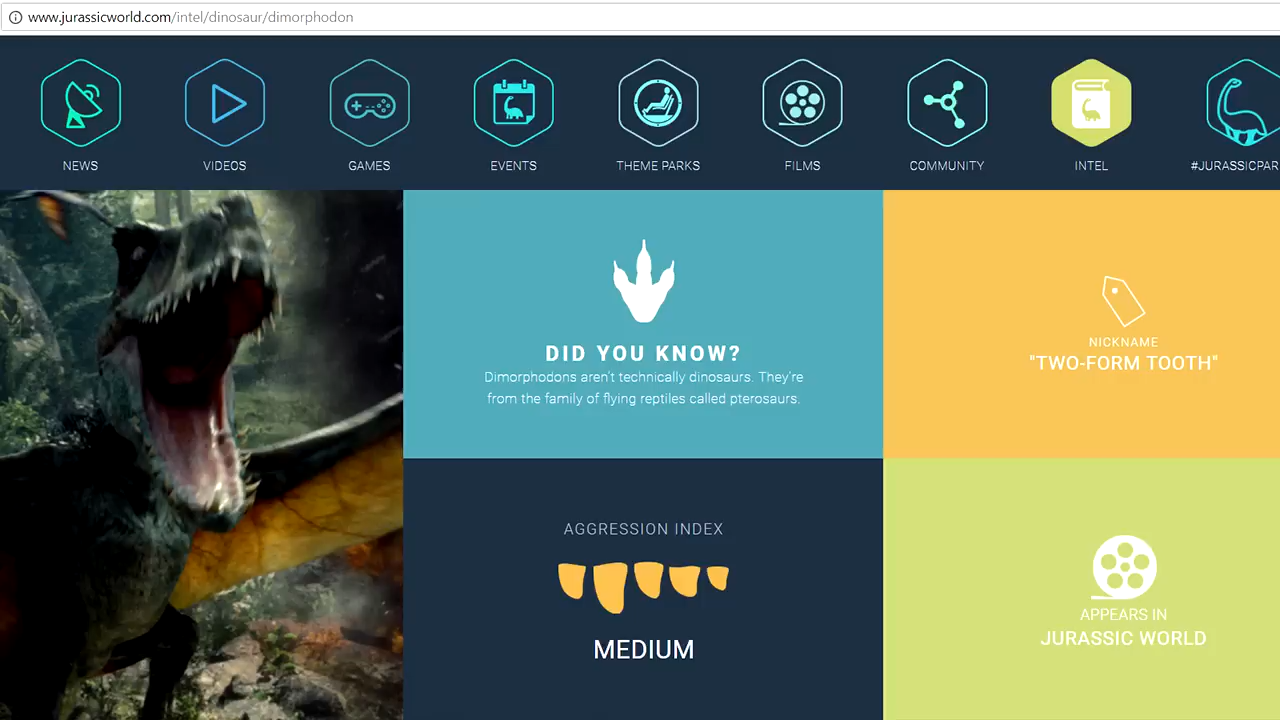 www.jurassicworld.com/intel/dinosaur/dimorphodon
NEWS
VIDEOS
GAMES
EVENTS
THEME PARKS
FILMS
COMMUNITY
INTEL
#JURASSICPAR
DID YOU KNOW?
Dimorphodons aren't technically dinosaurs. They're
from the family of flying reptiles called pterosaurs.
NICKNAME
"TWO-FORM TOOTH"
AGGRESSION INDEX
MEDIUM
APPEARS IN
JURASSIC WORLD